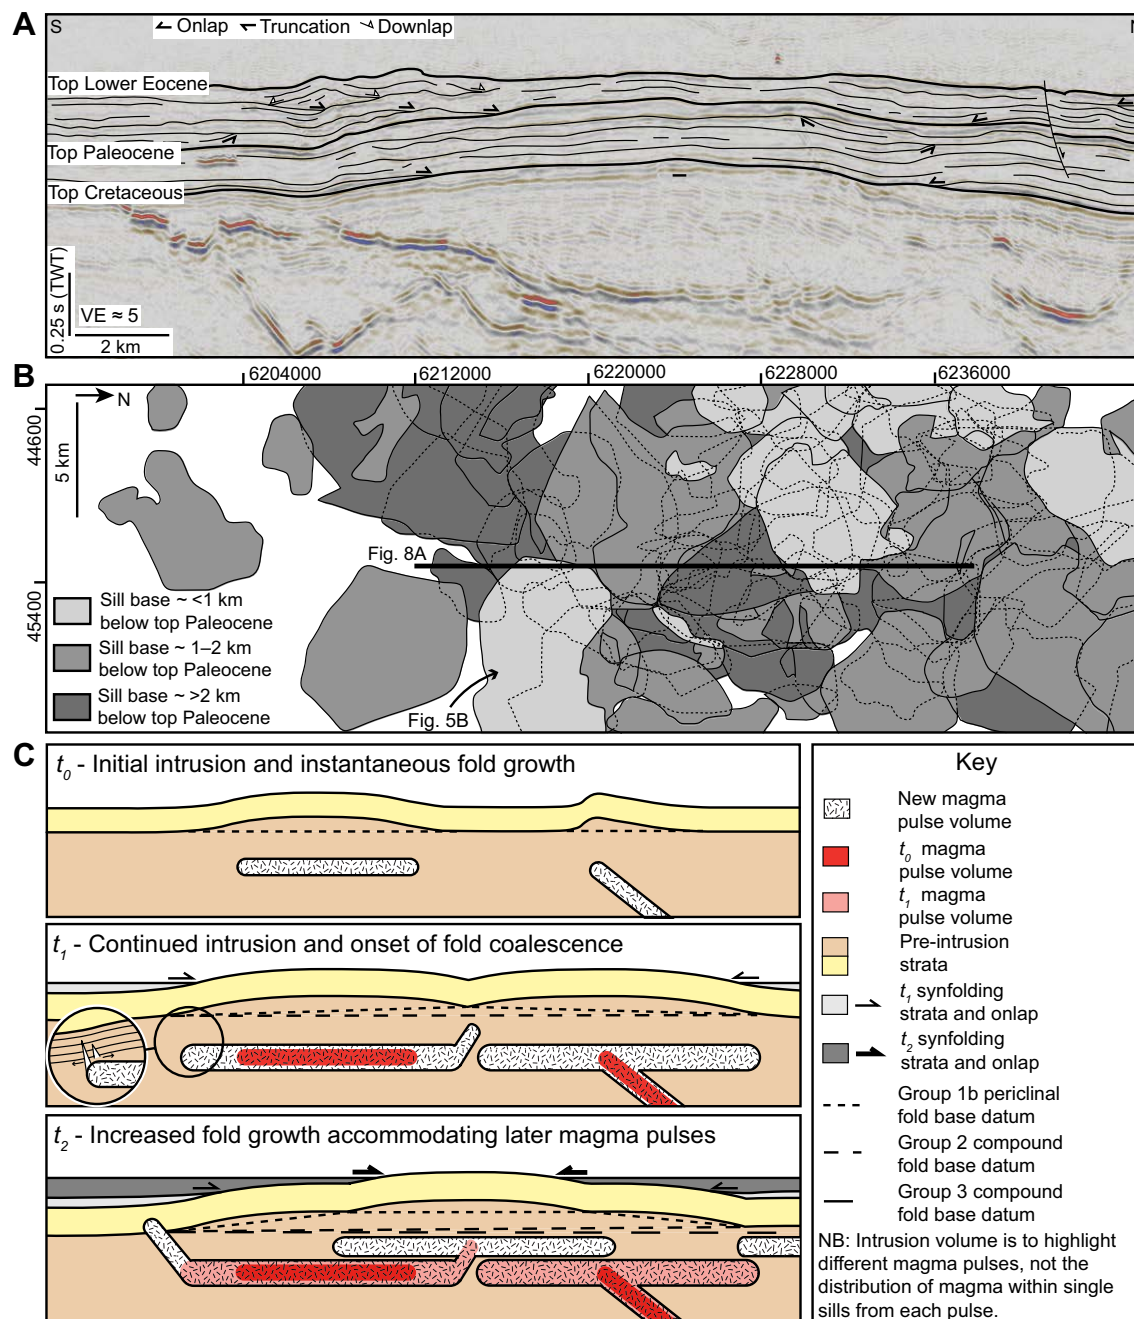 A
S
Onlap
Truncation
Downlap
Top Lower Eocene
Top Paleocene
Top Cretaceous
0.25 s (TWT)
VE ≈ 5
2 km
B
6204000
6212000
6220000
6228000
6236000
N
44600
5 km
45400
Fig. 8A
Sill base ~ <1 km
below top Paleocene
Sill base ~ 1–2 km
below top Paleocene
Sill base ~ >2 km
below top Paleocene
Fig. 5B
C
t0 - Initial intrusion and instantaneous fold growth
t1 - Continued intrusion and onset of fold coalescence
t2 - Increased fold growth accommodating later magma pulses
Key
New magma
pulse volume
t0 magma
pulse volume
t1 magma
pulse volume
Pre-intrusion
strata
t1 synfolding
strata and onlap
t2 synfolding
strata and onlap
Group 1b periclinal
fold base datum
Group 2 compound
fold base datum
Group 3 compound
fold base datum
NB: Intrusion volume is to highlight
different magma pulses, not the
distribution of magma within single
sills from each pulse.